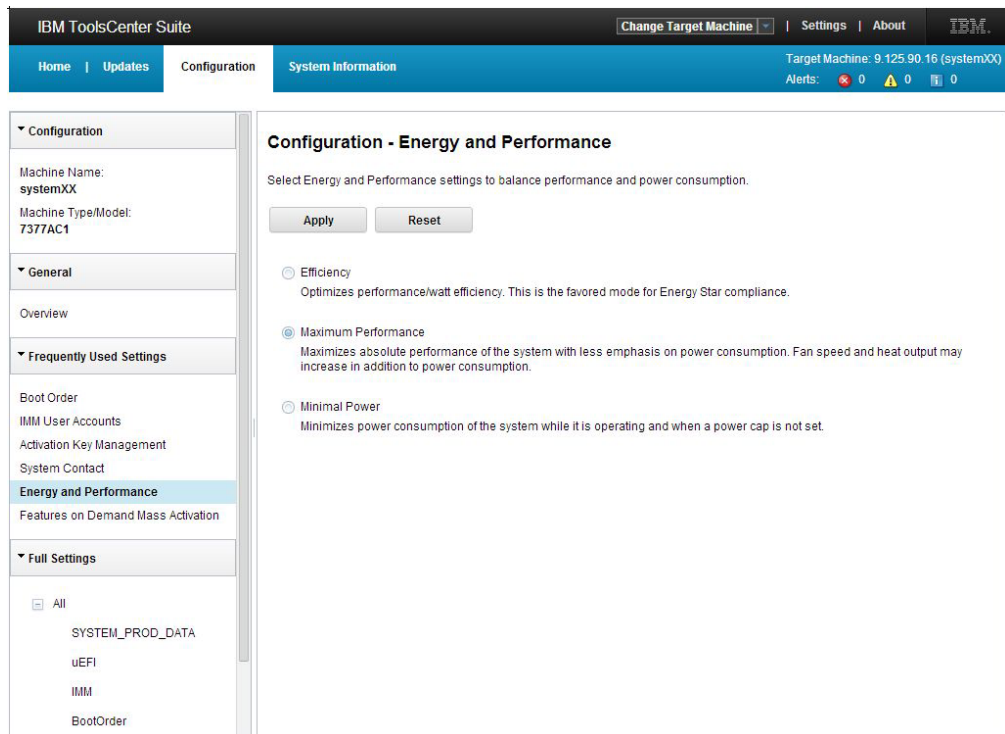 IBM ToolsCenter Suite
Change Target Machine | Settings | About IBM.
Home | Updates Configuration System Information
Target Machine: 9.125.90.16 (systemXX)
Alerts: 0 0 0
Configuration
Machine Name:
systemXX
Machine Type/Model:
7377AC1
General
Overview
Frequently Used Settings
Boot Order
IMM User Accounts
Activation Key Management
System Contact
Energy and Performance
Features on Demand Mass Activation
Full Settings
All
SYSTEM_PROD_DATA
uEFI
IMM
BootOrder
Configuration - Energy and Performance
Select Energy and Performance settings to balance performance and power consumption.
Apply Reset
Efficiency
Optimizes performance/watt efficiency. This is the favored mode for Energy Star compliance.
Maximum Performance
Maximizes absolute performance of the system with less emphasis on power consumption. Fan speed and heat output may
increase in addition to power consumption.
Minimal Power
Minimizes power consumption of the system while it is operating and when a power cap is not set.